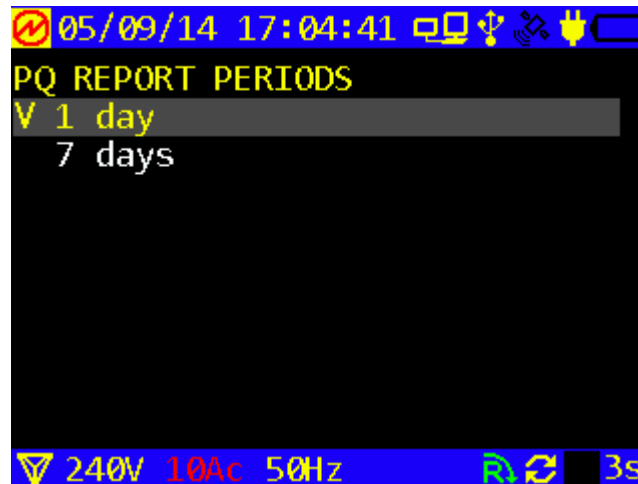 05/09/14 17:04:41
PQ REPORT PERIODS
V 1 day
7 days
240V 10Ac 50Hz R 3s